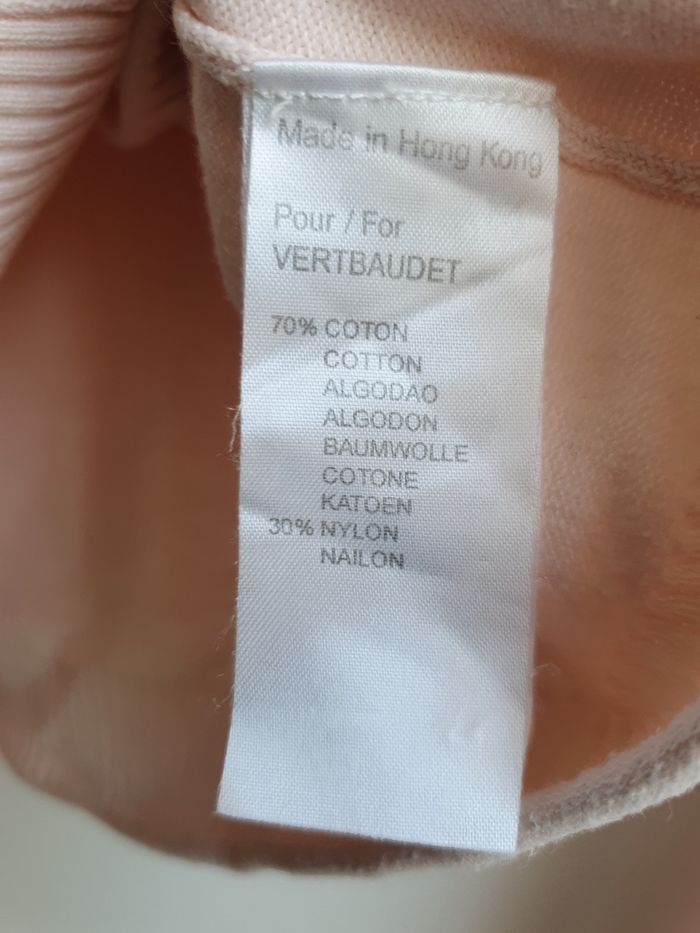 Made in Hong Kong
Pour / For
VERTBAUDET
70% COTON
COTTON
ALGODAO
ALGODON
BAUMWOLLE
COTONE
KATOEN
30% NYLON
NAILON